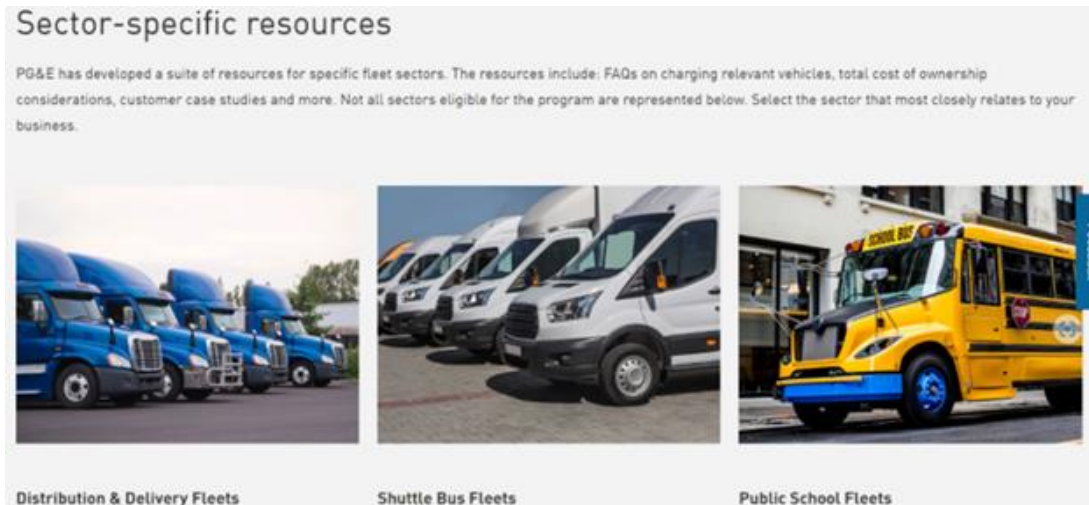 Sector-specific resources
PG&E has developed a suite of resources for specific fleet sectors. The resources include: FAQs on charging relevant vehicles, total cost of ownership
considerations, customer case studies and more. Not all sectors eligible for the program are represented below. Select the sector that most closely relates to your
business.
SCHOOL BUS
STOP
Distribution & Delivery Fleets
Shuttle Bus Fleets
Public School Fleets